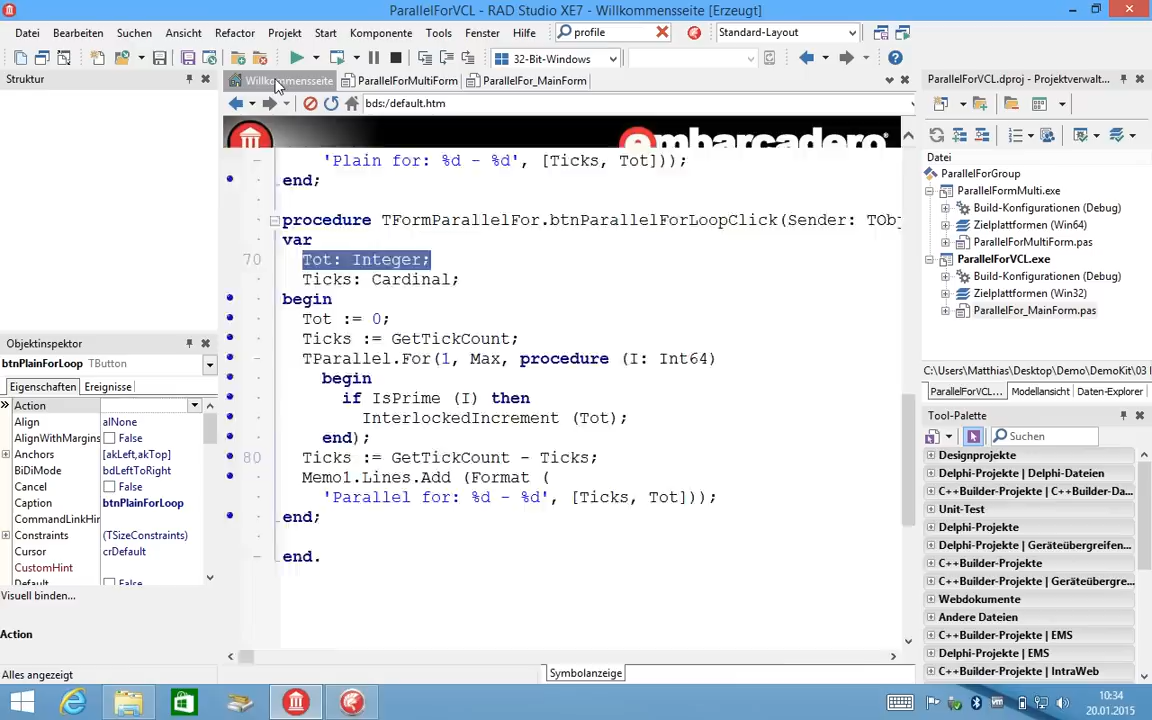 ParallelForVCL - RAD Studio XE7 - Willkommensseite [Erzeugt]
Datei Bearbeiten Suchen Ansicht Refactor Projekt Start Komponente Tools Fenster Hilfe profile Standard-Layout
32-Bit-Windows
Struktur
Willkommensseite ParallelForMultiForm ParallelFor_MainForm
bds:/default.htm
embarcadero
'Plain for: %d - %d', [Ticks, Tot]));
end;
procedure TFormParallelFor.btnParallelForLoopClick(Sender: TObj
var
70 Tot: Integer;
Ticks: Cardinal;
begin
Tot := 0;
Ticks := GetTickCount;
TParallel.For(1, Max, procedure (I: Int64)
begin
if IsPrime (I) then
InterlockedIncrement (Tot);
end);
80 Ticks := GetTickCount - Ticks;
Memo1.Lines.Add (Format (
'Parallel for: %d - %d', [Ticks, Tot]));
end;
end.
Symbolanzeige
Objektinspektor
btnPlainForLoop TButton
Eigenschaften Ereignisse
Action
Align alNone
AlignWithMargins False
Anchors [akLeft,akTop]
BiDiMode bdLeftToRight
Cancel False
Caption btnPlainForLoop
CommandLinkHin
Constraints (TSizeConstraints)
Cursor crDefault
CustomHint
Default False
Visuell binden...
Action
Alles angezeigt
ParallelForVCL.dproj - Projektverwalt...
Datei
ParallelForGroup
ParallelFormMulti.exe
Build-Konfigurationen (Debug)
Zielplattformen (Win64)
ParallelForMultiForm.pas
ParallelForVCL.exe
Build-Konfigurationen (Debug)
Zielplattformen (Win32)
ParallelFor_MainForm.pas
C:\Users\Matthias\Desktop\Demo\DemoKit\03 l
ParallelForVCL... Modellansicht Daten-Explorer
Tool-Palette
Suchen
Designprojekte
Delphi-Projekte | Delphi-Dateien
C++Builder-Projekte | C++Builder-Da...
Unit-Test
Delphi-Projekte
Delphi-Projekte | Geräteübergreifen...
C++Builder-Projekte
C++Builder-Projekte | Geräteübergre...
Webdokumente
Andere Dateien
C++Builder-Projekte | EMS
Delphi-Projekte | EMS
C++Builder-Projekte | IntraWeb
10:34
20.01.2015